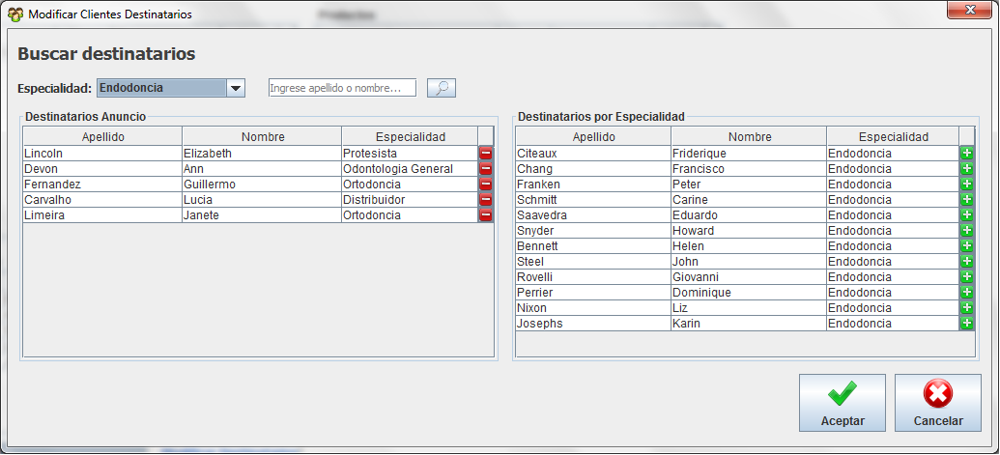 Modificar Clientes Destinatarios
Productos
Buscar destinatarios
Especialidad: Endodoncia Ingrese apellido o nombre...
Destinatarios Anuncio
Apellido Nombre Especialidad
Lincoln Elizabeth Protesista
Devon Ann Odontologia General
Fernandez Guillermo Ortodoncia
Carvalho Lucia Distribuidor
Limeira Janete Ortodoncia
Destinatarios por Especialidad
Apellido Nombre Especialidad
Citeaux Friderique Endodoncia
Chang Francisco Endodoncia
Franken Peter Endodoncia
Schmitt Carine Endodoncia
Saavedra Eduardo Endodoncia
Snyder Howard Endodoncia
Bennett Helen Endodoncia
Steel John Endodoncia
Rovelli Giovanni Endodoncia
Perrier Dominique Endodoncia
Nixon Liz Endodoncia
Josephs Karin Endodoncia
Aceptar Cancelar